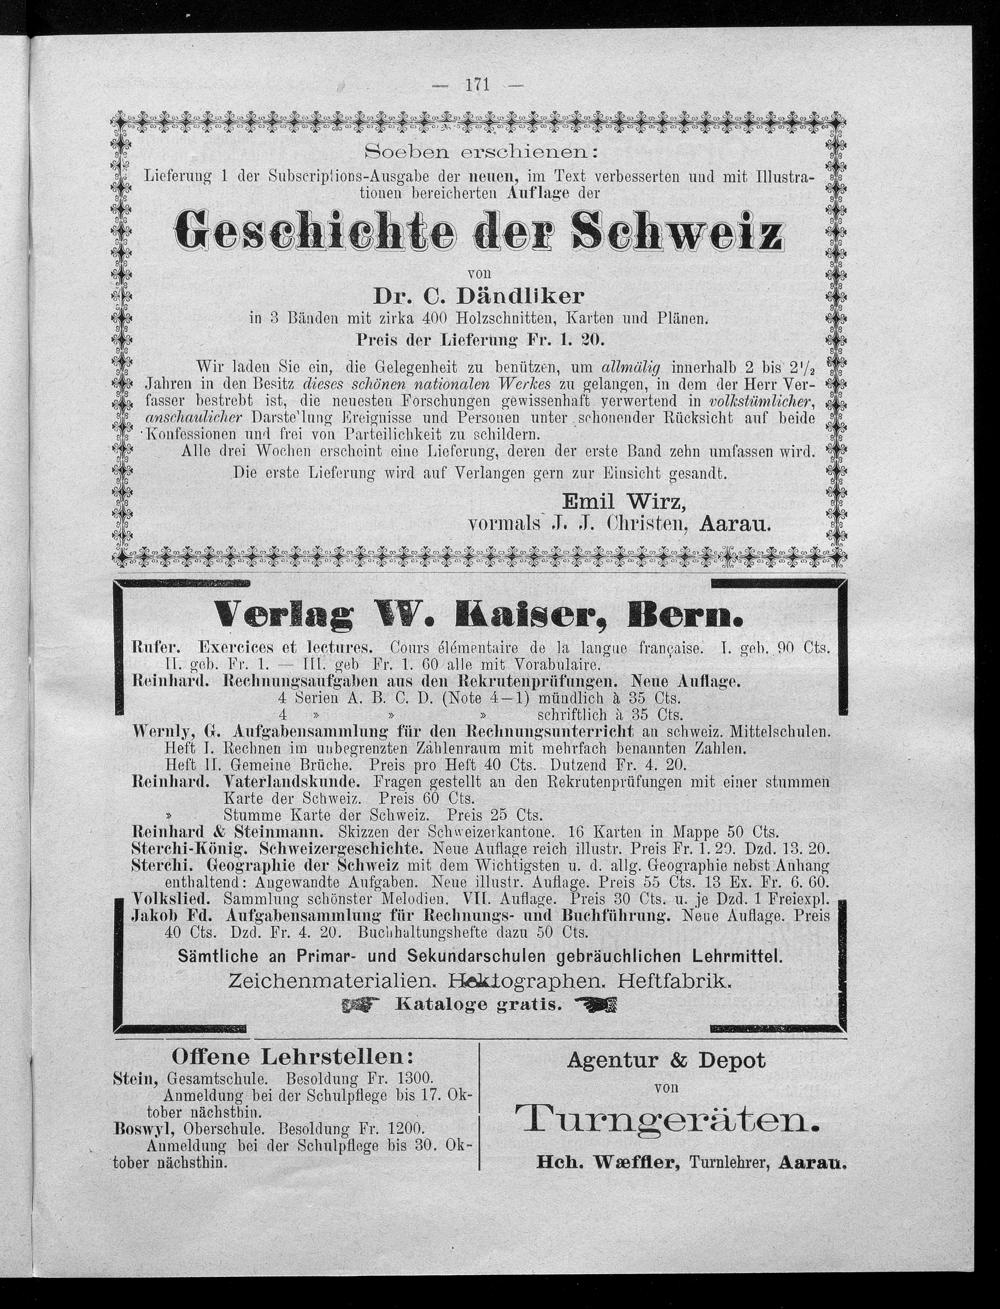 — 171 —
Soeben erschienen:
Lieferung 1 der Subscriptions-Ausgabe der neuen, im Text verbesserten und mit Illustra-
tionen bereicherten Auflage der
Geschichte der Schweiz
von
Dr. C. Dändliker
in 3 Bänden mit zirka 400 Holzschnitten, Karten und Plänen.
Preis der Lieferung Fr. 1. 20.
Wir laden Sie ein, die Gelegenheit zu benützen, um allmälig innerhalb 2 bis 2¹/₂
Jahren in den Besitz dieses schönen nationalen Werkes zu gelangen, in dem der Herr Ver-
fasser bestrebt ist, die neuesten Forschungen gewissenhaft verwertend in volkstümlicher,
anschaulicher Darstellung Ereignisse und Personen unter schonender Rücksicht auf beide
Konfessionen und frei von Parteilichkeit zu schildern.
Alle drei Wochen erscheint eine Lieferung, deren der erste Band zehn umfassen wird.
Die erste Lieferung wird auf Verlangen gern zur Einsicht gesandt.
Emil Wirz,
vormals J. J. Christen, Aarau.
Verlag W. Kaiser, Bern.
Rufer. Exercices et lectures. Cours élémentaire de la langue française. I. geb. 90 Cts.
II. geb. Fr. 1. — III. geb Fr. 1. 60 alle mit Vorabulaire.
Reinhard. Rechnungsaufgaben aus den Rekrutenprüfungen. Neue Auflage.
4 Serien A. B. C. D. (Note 4—1) mündlich à 35 Cts.
4 » » » schriftlich à 35 Cts.
Wernly, G. Aufgabensammlung für den Rechnungsunterricht an schweiz. Mittelschulen.
Heft I. Rechnen im unbegrenzten Zahlenraum mit mehrfach benannten Zahlen.
Heft II. Gemeine Brüche. Preis pro Heft 40 Cts. Dutzend Fr. 4. 20.
Reinhard. Vaterlandskunde. Fragen gestellt an den Rekrutenprüfungen mit einer stummen
Karte der Schweiz. Preis 60 Cts.
» Stumme Karte der Schweiz. Preis 25 Cts.
Reinhard & Steinmann. Skizzen der Schweizerkantone. 16 Karten in Mappe 50 Cts.
Sterchi-König. Schweizergeschichte. Neue Auflage reich illustr. Preis Fr. 1. 20. Dzd. 13. 20.
Sterchi. Geographie der Schweiz mit dem Wichtigsten u. d. allg. Geographie nebst Anhang
enthaltend: Angewandte Aufgaben. Neue illustr. Auflage. Preis 55 Cts. 13 Ex. Fr. 6. 60.
Volkslied. Sammlung schönster Melodien. VII. Auflage. Preis 30 Cts. u. je Dzd. 1 Freiexpl.
Jakob Fd. Aufgabensammlung für Rechnungs- und Buchführung. Neue Auflage. Preis
40 Cts. Dzd. Fr. 4. 20. Buchhaltungshefte dazu 50 Cts.
Sämtliche an Primar- und Sekundarschulen gebräuchlichen Lehrmittel.
Zeichenmaterialien. Hektographen. Heftfabrik.
Kataloge gratis.
Offene Lehrstellen:
Stein, Gesamtschule. Besoldung Fr. 1300.
Anmeldung bei der Schulpflege bis 17. Ok-
tober nächsthin.
Boswyl, Oberschule. Besoldung Fr. 1200.
Anmeldung bei der Schulpflege bis 30. Ok-
tober nächsthin.
Agentur & Depot
von
Turngeräten.
Hch. Wæffler, Turnlehrer, Aarau.